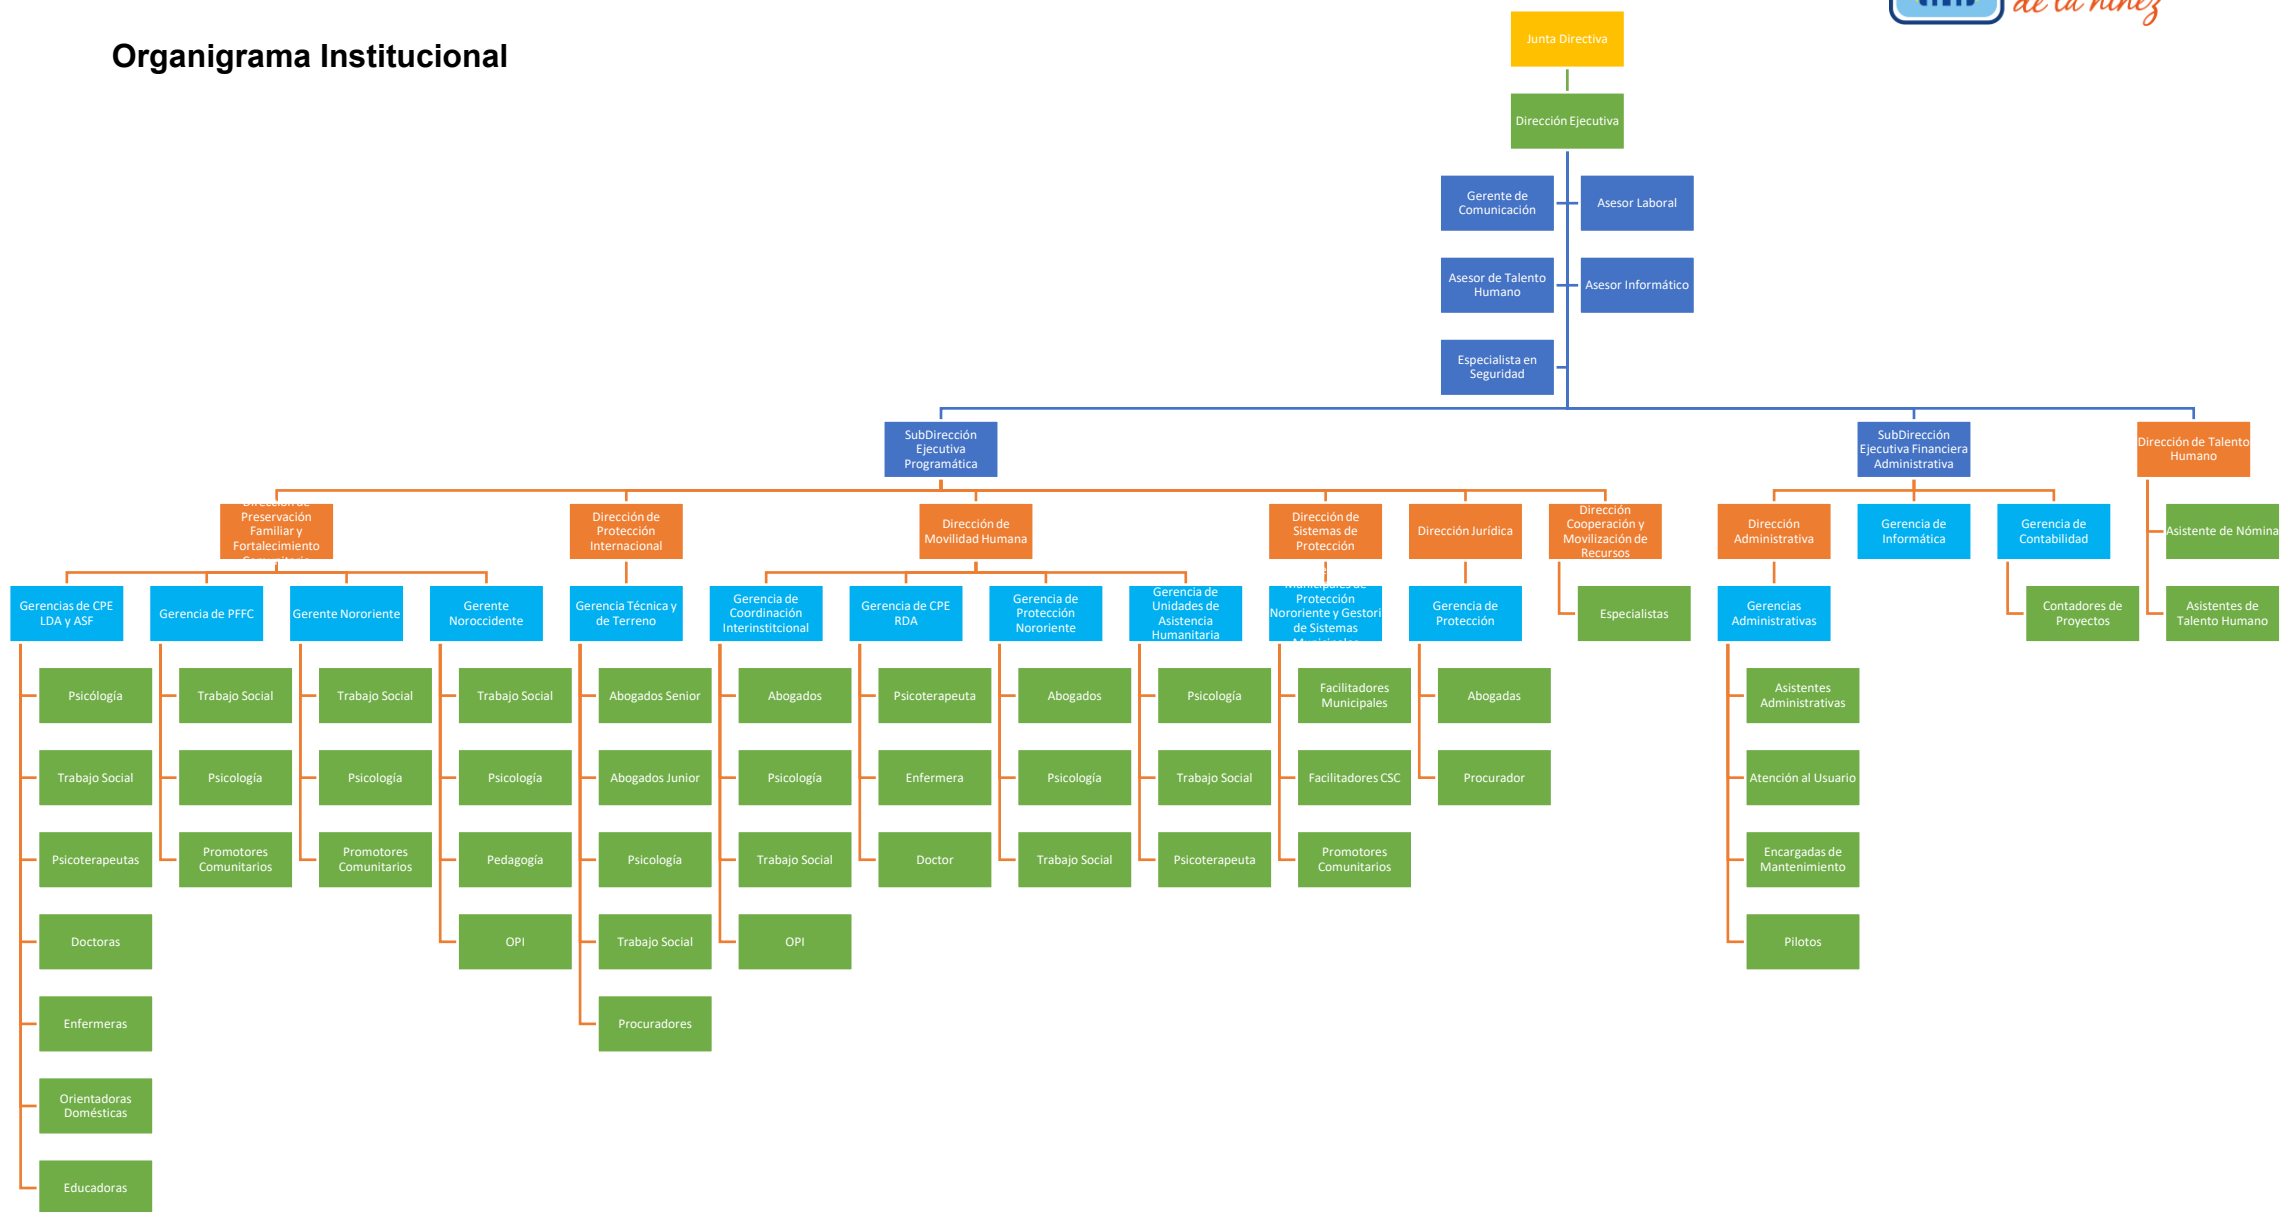 de la niñez
Organigrama Institucional
Junta Directiva
Dirección Ejecutiva
Gerente de
Comunicación
Asesor Laboral
Asesor de Talento
Humano
Asesor Informático
Especialista en
Seguridad
SubDirección
Ejecutiva
Programática
SubDirección
Ejecutiva Financiera
Administrativa
Dirección de Talento
Humano
Dirección de
Preservación
Familiar y
Fortalecimiento
Comunitario
Dirección de
Protección
Internacional
Dirección de
Movilidad Humana
Dirección de
Sistemas de
Protección
Dirección Jurídica
Dirección
Cooperación y
Movilización de
Recursos
Dirección
Administrativa
Gerencia de
Informática
Gerencia de
Contabilidad
Asistente de Nómina
Gerencias de CPE
LDA y ASF
Gerencia de PFFC
Gerente Nororiente
Gerente
Noroccidente
Gerencia Técnica y
de Terreno
Gerencia de
Coordinación
Interinstitcional
Gerencia de CPE
RDA
Gerencia de
Protección
Nororiente
Gerencia de
Unidades de
Asistencia
Humanitaria
Municipales de
Protección
Nororiente y Gestori
de Sistemas
Municipales
Gerencia de
Protección
Especialistas
Gerencias
Administrativas
Contadores de
Proyectos
Asistentes de
Talento Humano
Psicólogía
Trabajo Social
Trabajo Social
Trabajo Social
Abogados Senior
Abogados
Psicoterapeuta
Abogados
Psicología
Facilitadores
Municipales
Abogadas
Asistentes
Administrativas
Trabajo Social
Psicología
Psicología
Psicología
Abogados Junior
Psicología
Enfermera
Psicología
Trabajo Social
Facilitadores CSC
Procurador
Atención al Usuario
Psicoterapeutas
Promotores
Comunitarios
Promotores
Comunitarios
Pedagogía
Psicología
Trabajo Social
Doctor
Trabajo Social
Psicoterapeuta
Promotores
Comunitarios
Encargadas de
Mantenimiento
Doctoras
OPI
Trabajo Social
OPI
Pilotos
Enfermeras
Procuradores
Orientadoras
Domésticas
Educadoras